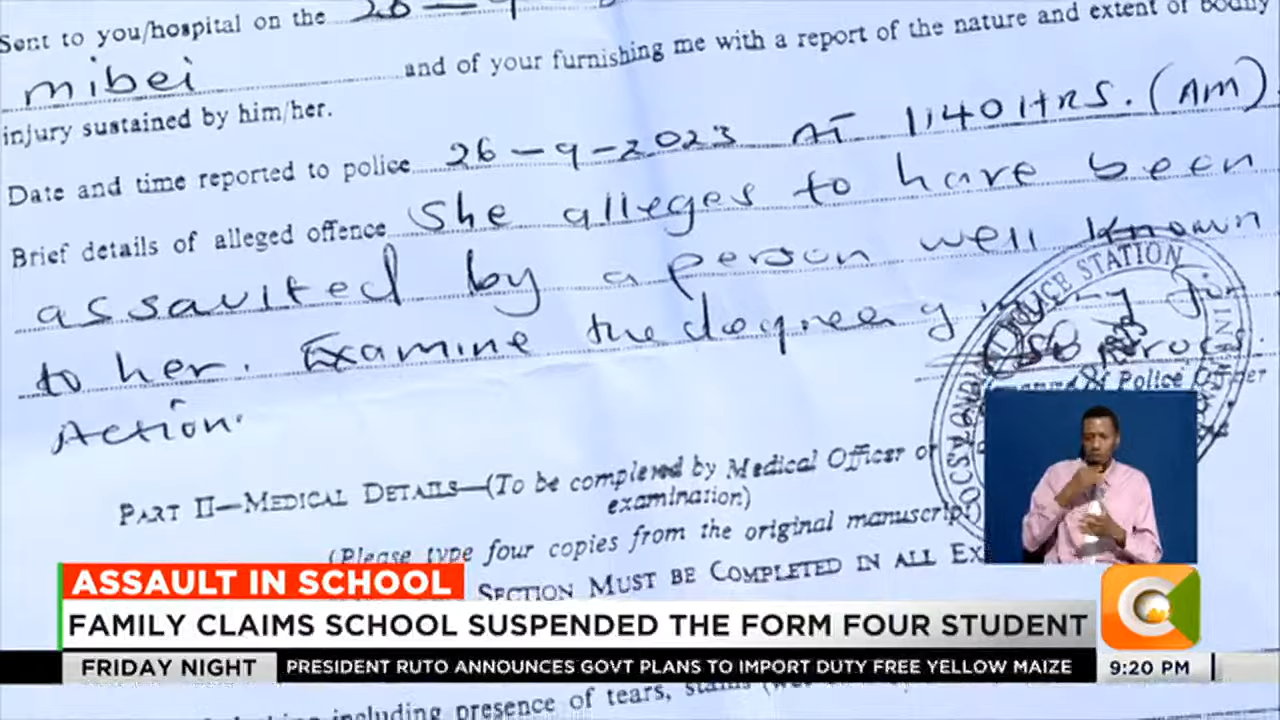 Sent to you/hospital on the 26 – 9
mibei and of your furnishing me with a report of the nature and extent of bodily
injury sustained by him/her.
Date and time reported to police 26-9-2023 AT 1140HRS. (AM)
Brief details of alleged offence She alleges to have been
assaulted by a person well known
to her. Examine the degree of injury for
Action.
POLICE STATION
Police Officer
PART II—MEDICAL DETAILS—(To be completed by Medical Officer or
examination)
(Please type four copies from the original manuscript)
SECTION MUST BE COMPLETED IN ALL EX
ASSAULT IN SCHOOL
FAMILY CLAIMS SCHOOL SUSPENDED THE FORM FOUR STUDENT
FRIDAY NIGHT PRESIDENT RUTO ANNOUNCES GOVT PLANS TO IMPORT DUTY FREE YELLOW MAIZE 9:20 PM
including presence of tears,